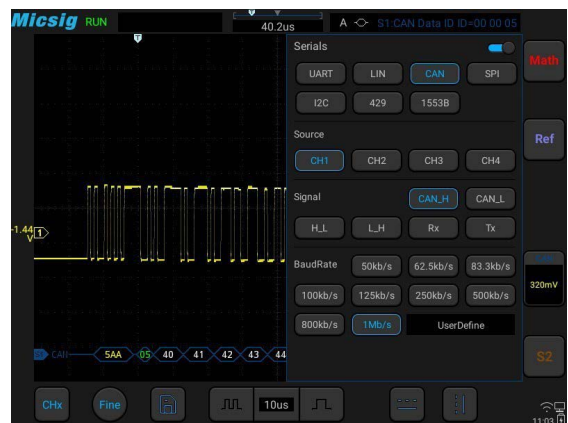 Micsig RUN 40.2us A S1:CAN Data ID ID=00 00 05
Serials
UART LIN CAN SPI
I2C 429 1553B
Source
CH1 CH2 CH3 CH4
Signal CAN_H CAN_L
H_L L_H Rx Tx
BaudRate 50kb/s 62.5kb/s 83.3kb/s
100kb/s 125kb/s 250kb/s 500kb/s
800kb/s 1Mb/s UserDefine
Math
Ref
320mV
S2
-1.44
V
1
CAN 5AA 05 40 41 42 43 44
CHx Fine 10us
11:03